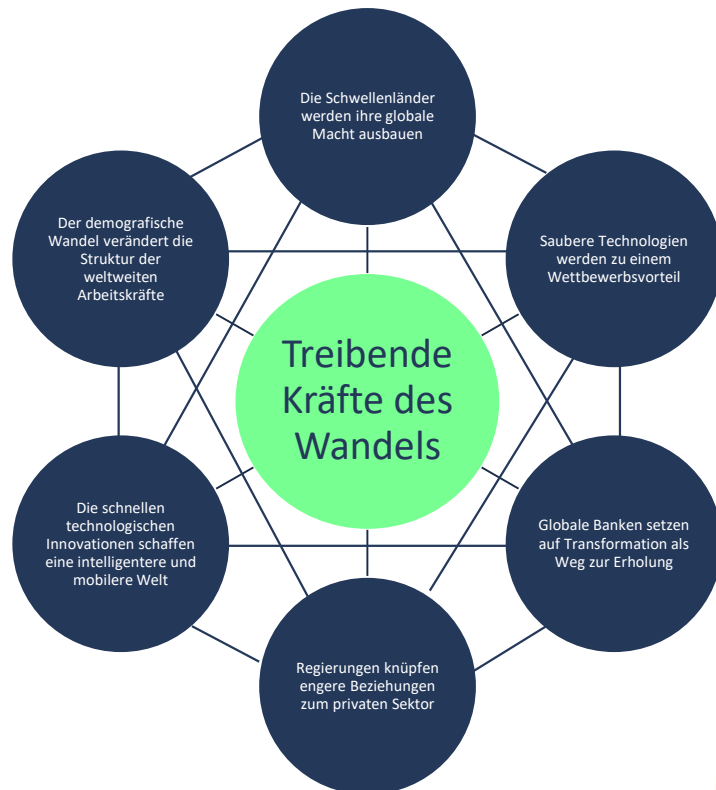 Die Schwellenländer
werden ihre globale
Macht ausbauen
Der demografische
Wandel verändert die
Struktur der
weltweiten
Arbeitskräfte
Saubere Technologien
werden zu einem
Wettbewerbsvorteil
Treibende
Kräfte des
Wandels
Die schnellen
technologischen
Innovationen schaffen
eine intelligentere und
mobilere Welt
Globale Banken setzen
auf Transformation als
Weg zur Erholung
Regierungen knüpfen
engere Beziehungen
zum privaten Sektor